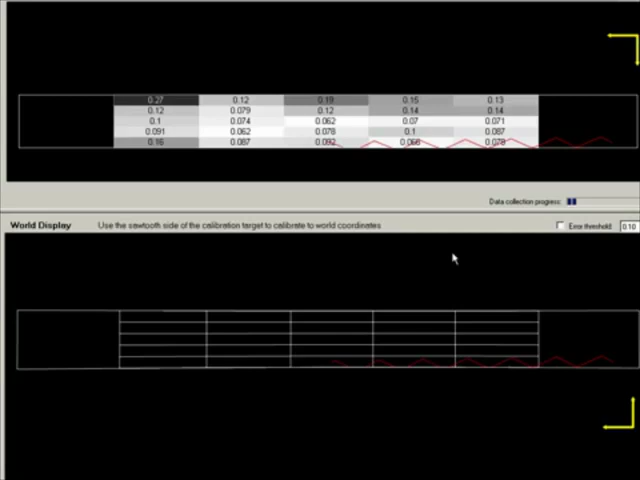 0.27 0.12 0.19 0.15 0.13
0.12 0.079 0.12 0.14 0.14
0.1 0.074 0.062 0.07 0.071
0.091 0.062 0.078 0.1 0.087
0.16 0.087 0.092 0.068 0.078
Data collection progress:
World Display Use the sawtooth side of the calibration target to calibrate to world coordinates Error threshold: 0.10